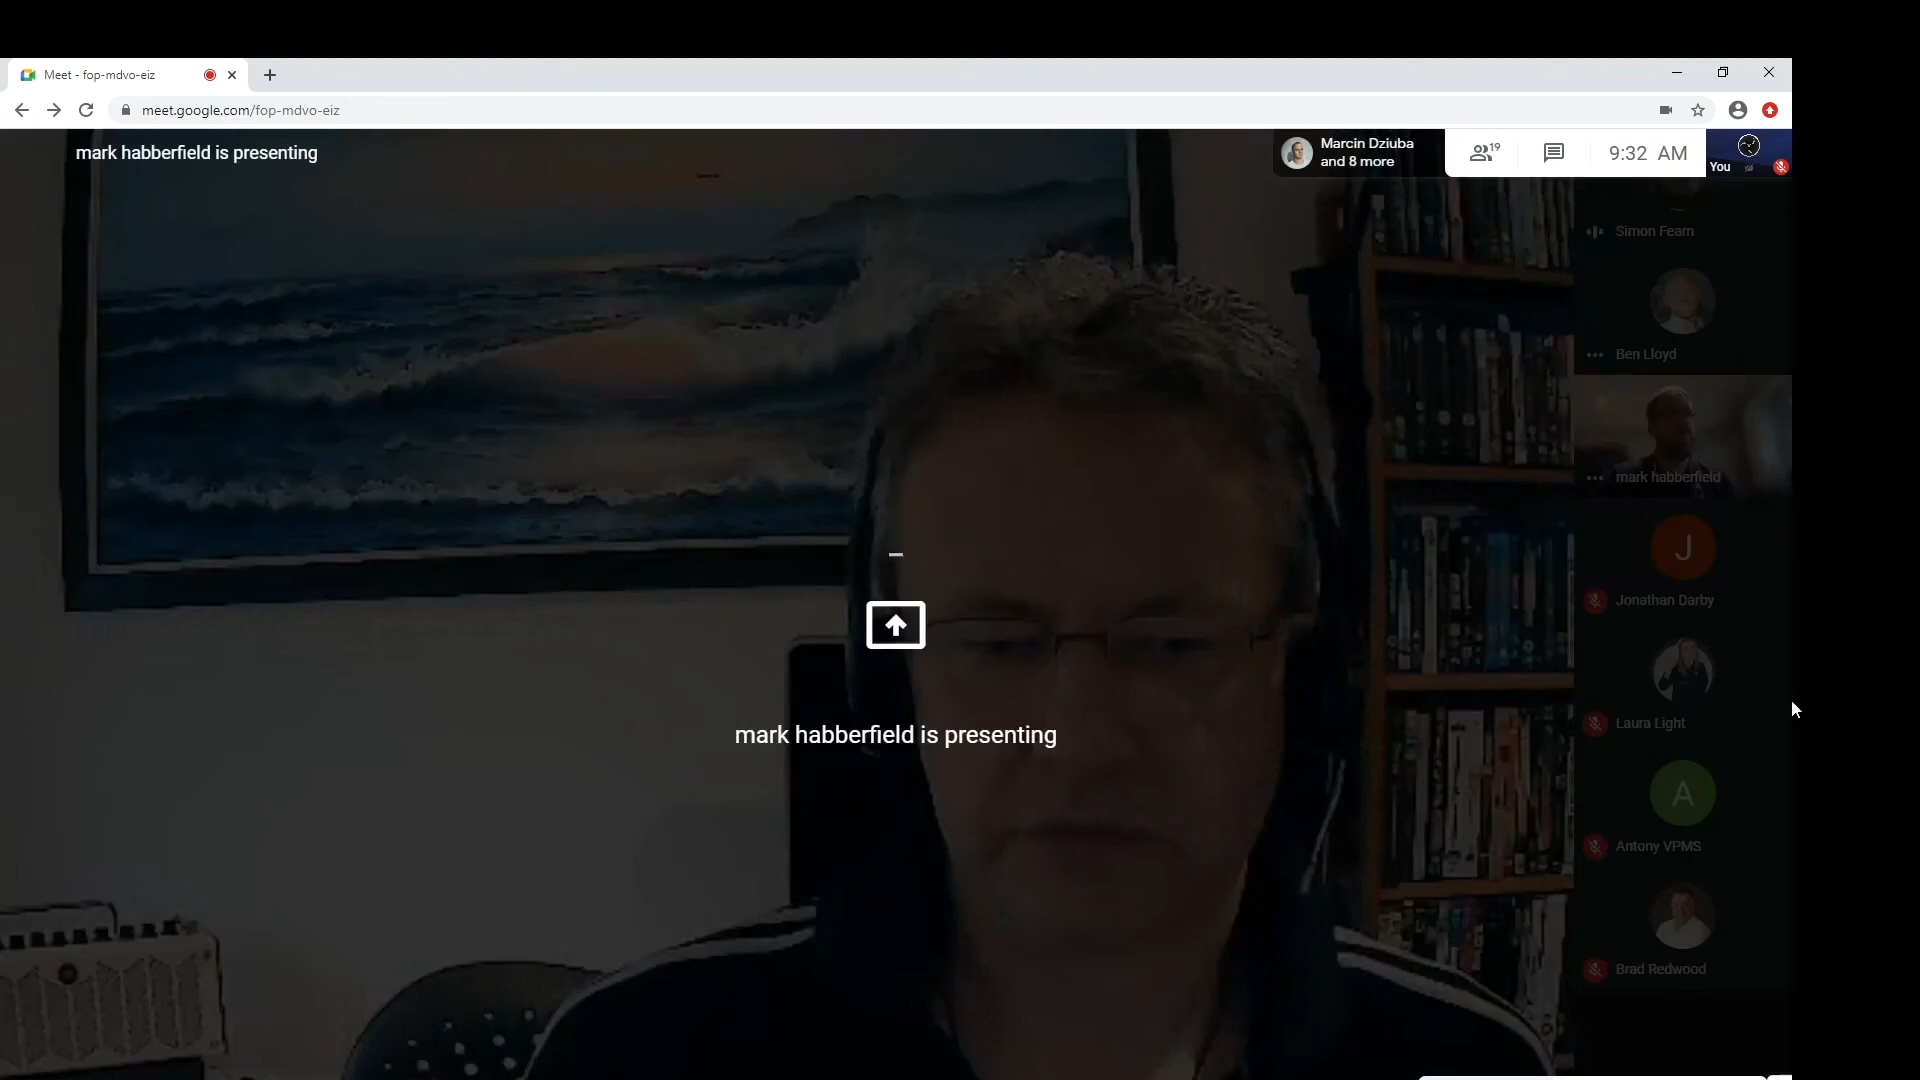 Meet - fop-mdvo-eiz
meet.google.com/fop-mdvo-eiz
mark habberfield is presenting
Marcin Dziuba
and 8 more
19
9:32 AM
You
Simon Fearn
Ben Lloyd
mark habberfield
J
Jonathan Darby
Laura Light
A
Antony VPMS
Brad Redwood
mark habberfield is presenting